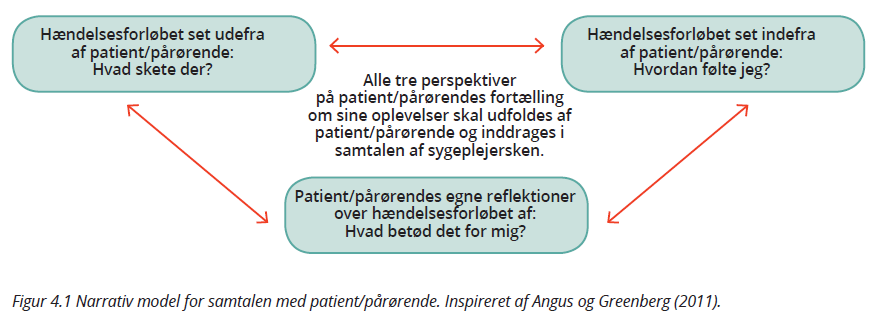 Hændelsesforløbet set udefra
af patient/pårørende:
Hvad skete der?
Hændelsesforløbet set indefra
af patient/pårørende:
Hvordan følte jeg?
Alle tre perspektiver
på patient/pårørendes fortælling
om sine oplevelser skal udfoldes af
patient/pårørende og inddrages i
samtalen af sygeplejersken.
Patient/pårørendes egne reflektioner
over hændelsesforløbet af:
Hvad betød det for mig?
Figur 4.1 Narrativ model for samtalen med patient/pårørende. Inspireret af Angus og Greenberg (2011).